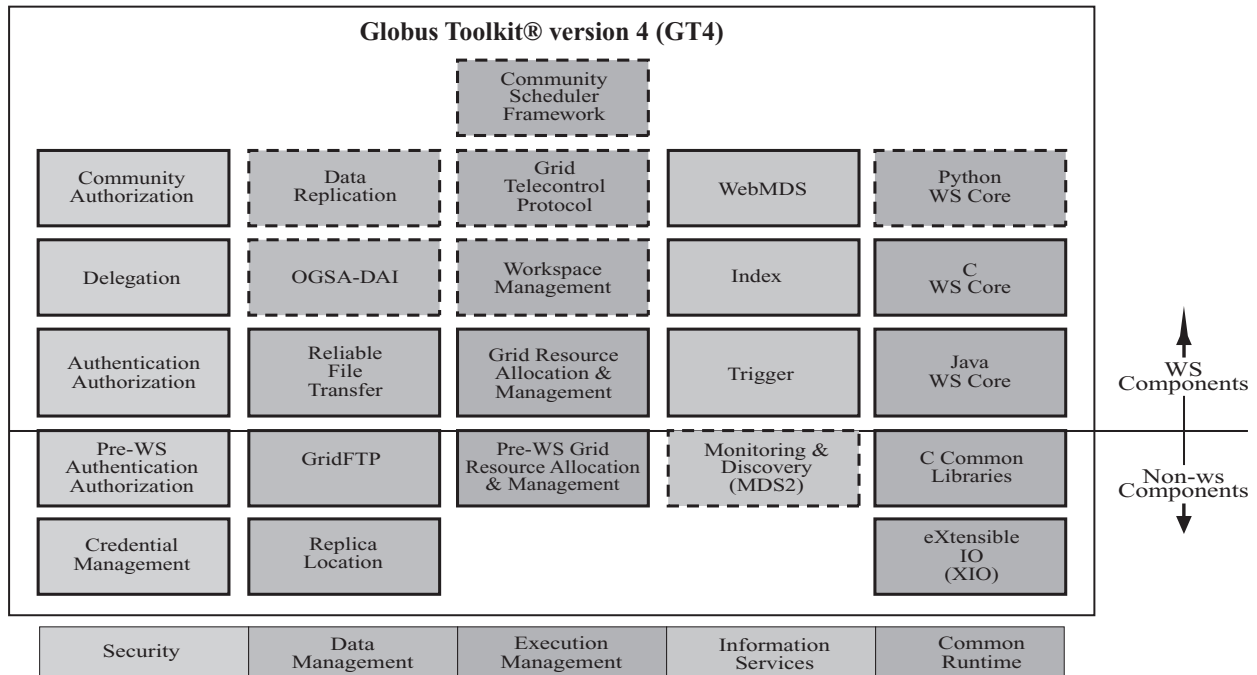 Globus Toolkit® version 4 (GT4)
Community
Scheduler
Framework
Community
Authorization
Data
Replication
Grid
Telecontrol
Protocol
WebMDS
Python
WS Core
Delegation
OGSA-DAI
Workspace
Management
Index
C
WS Core
Authentication
Authorization
Reliable
File
Transfer
Grid Resource
Allocation &
Management
Trigger
Java
WS Core
WS
Components
Pre-WS
Authentication
Authorization
GridFTP
Pre-WS Grid
Resource Allocation
& Management
Monitoring &
Discovery
(MDS2)
C Common
Libraries
Non-ws
Components
Credential
Management
Replica
Location
eXtensible
IO
(XIO)
Security
Data
Management
Execution
Management
Information
Services
Common
Runtime